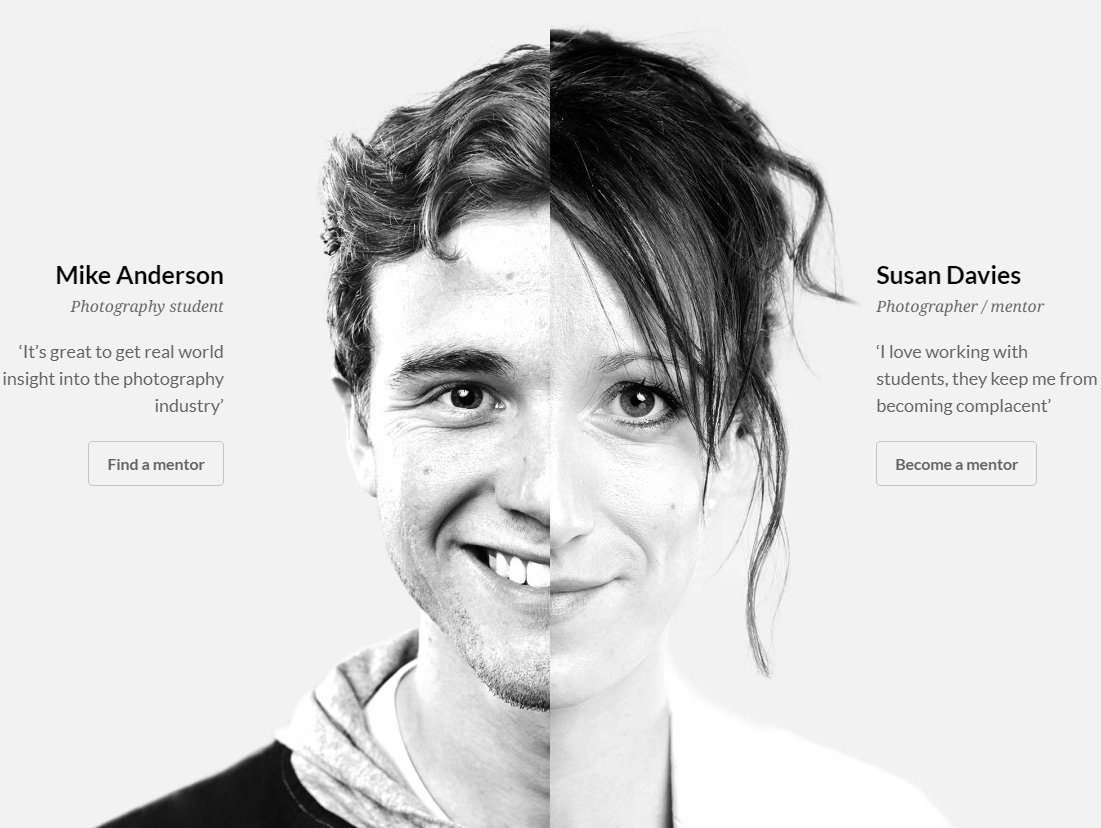 Mike Anderson
Photography student
‘It’s great to get real world
insight into the photography
industry’
Find a mentor
Susan Davies
Photographer / mentor
‘I love working with
students, they keep me from
becoming complacent’
Become a mentor